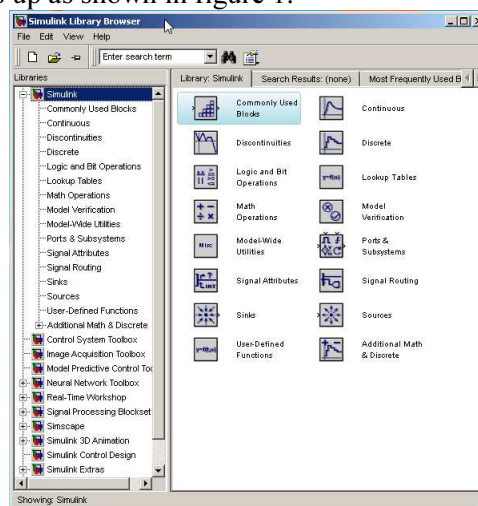 s up as shown in figure 1.
Simulink Library Browser
File Edit View Help
Enter search term
Libraries
Library: Simulink
Search Results: (none)
Most Frequently Used B
Simulink
Commonly Used Blocks
Continuous
Discontinuities
Discrete
Logic and Bit Operations
Lookup Tables
Math Operations
Model Verification
Model-Wide Utilities
Ports & Subsystems
Signal Attributes
Signal Routing
Sinks
Sources
User-Defined Functions
Additional Math & Discrete
Control System Toolbox
Image Acquisition Toolbox
Model Predictive Control Too
Neural Network Toolbox
Real-Time Workshop
Signal Processing Blockset
Simscape
Simulink 3D Animation
Simulink Control Design
Simulink Extras
Commonly Used
Blocks
Continuous
Discontinuities
Discrete
Logic and Bit
Operations
y=f(u)
Lookup Tables
Math
Operations
Model
Verification
Misc
Model-Wide
Utilities
Ports &
Subsystems
Signal Attributes
Signal Routing
Sinks
Sources
y=f(u)
User-Defined
Functions
Additional Math
& Discrete
Showing: Simulink